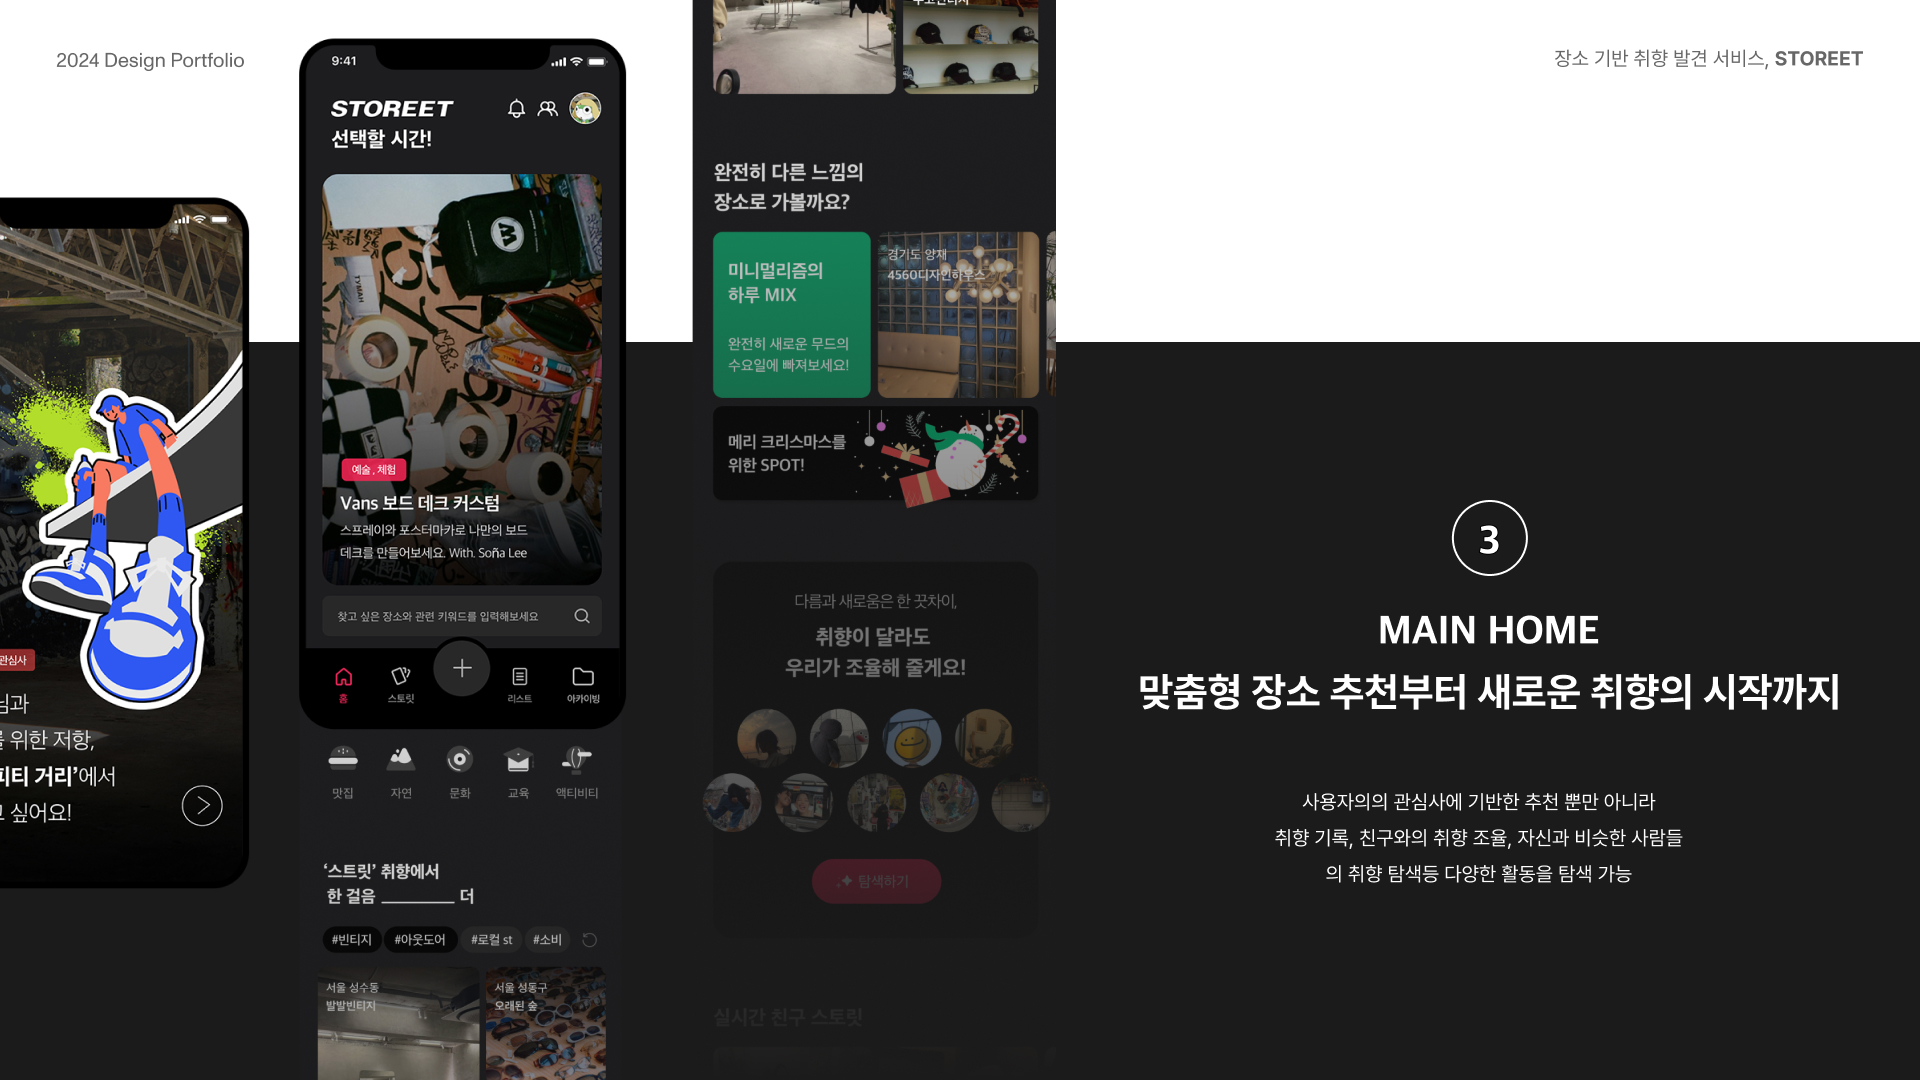 2024 Design Portfolio
장소 기반 취향 발견 서비스, STOREET
관심사
님과
위한 저항,
피티 거리’에서
싶어요!
9:41
STOREET
선택할 시간!
TYMAH
예술, 체험
Vans 보드 데크 커스텀
스프레이와 포스터마카로 나만의 보드
데크를 만들어보세요. With. Soña Lee
찾고 싶은 장소와 관련 키워드를 입력해보세요
홈
스토릿
리스트
아카이빙
맛집
자연
문화
교육
액티비티
‘스트릿’ 취향에서
한 걸음 ________ 더
#빈티지
#아웃도어
#로컬 st
#소비
서울 성수동
발발빈티지
서울 성동구
오래된 숲
완전히 다른 느낌의
장소로 가볼까요?
미니멀리즘의
하루 MIX
완전히 새로운 무드의
수요일에 빠져보세요!
경기도 양재
4560디자인하우스
메리 크리스마스를
위한 SPOT!
다름과 새로움은 한 끗차이,
취향이 달라도
우리가 조율해 줄게요!
탐색하기
실시간 친구 스토릿
3
MAIN HOME
맞춤형 장소 추천부터 새로운 취향의 시작까지
사용자의의 관심사에 기반한 추천 뿐만 아니라
취향 기록, 친구와의 취향 조율, 자신과 비슷한 사람들
의 취향 탐색등 다양한 활동을 탐색 가능